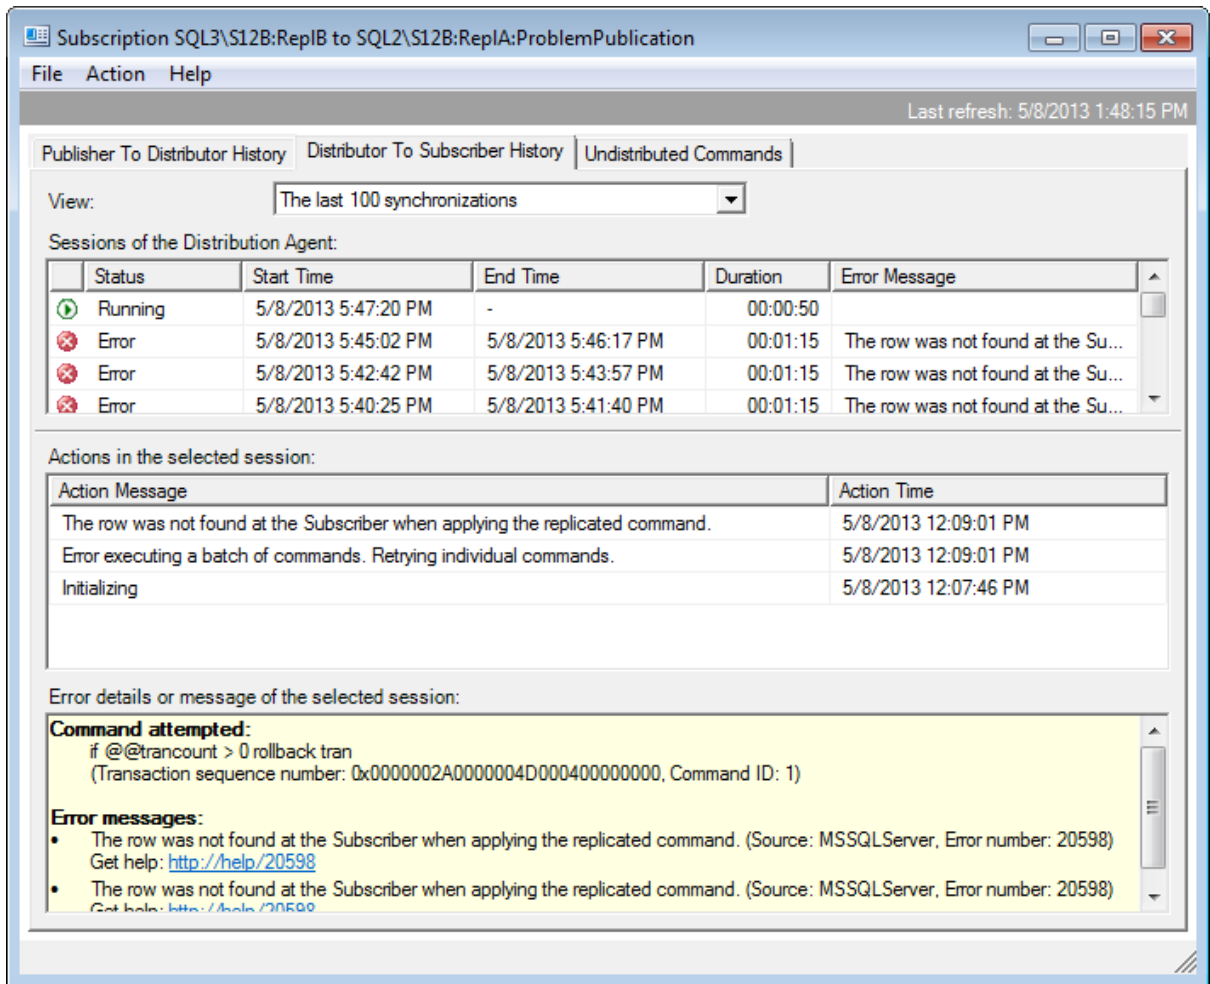 Subscription SQL3\S12B:ReplB to SQL2\S12B:ReplA:ProblemPublication
File Action Help
Last refresh: 5/8/2013 1:48:15 PM
Publisher To Distributor History Distributor To Subscriber History Undistributed Commands
View: The last 100 synchronizations
Sessions of the Distribution Agent:
Status Start Time End Time Duration Error Message
Running 5/8/2013 5:47:20 PM - 00:00:50
Error 5/8/2013 5:45:02 PM 5/8/2013 5:46:17 PM 00:01:15 The row was not found at the Su...
Error 5/8/2013 5:42:42 PM 5/8/2013 5:43:57 PM 00:01:15 The row was not found at the Su...
Error 5/8/2013 5:40:25 PM 5/8/2013 5:41:40 PM 00:01:15 The row was not found at the Su...
Actions in the selected session:
Action Message Action Time
The row was not found at the Subscriber when applying the replicated command. 5/8/2013 12:09:01 PM
Error executing a batch of commands. Retrying individual commands. 5/8/2013 12:09:01 PM
Initializing 5/8/2013 12:07:46 PM
Error details or message of the selected session:
Command attempted:
if @@trancount > 0 rollback tran
(Transaction sequence number: 0x0000002A0000004D000400000000, Command ID: 1)
Error messages:
• The row was not found at the Subscriber when applying the replicated command. (Source: MSSQLServer, Error number: 20598)
Get help: http://help/20598
• The row was not found at the Subscriber when applying the replicated command. (Source: MSSQLServer, Error number: 20598)
Get help: http://help/20598